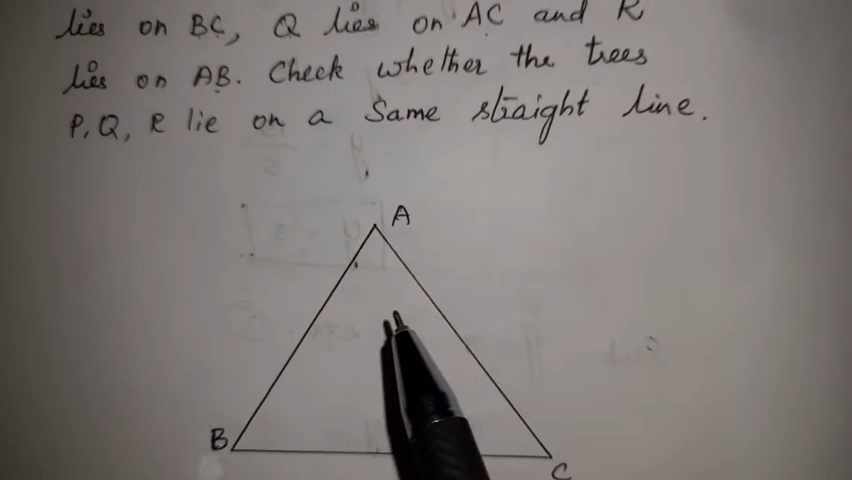 lies on BC, Q lies on AC and R
lies on AB. Check whether the trees
P, Q, R lie on a Same straight line.
A
B
C